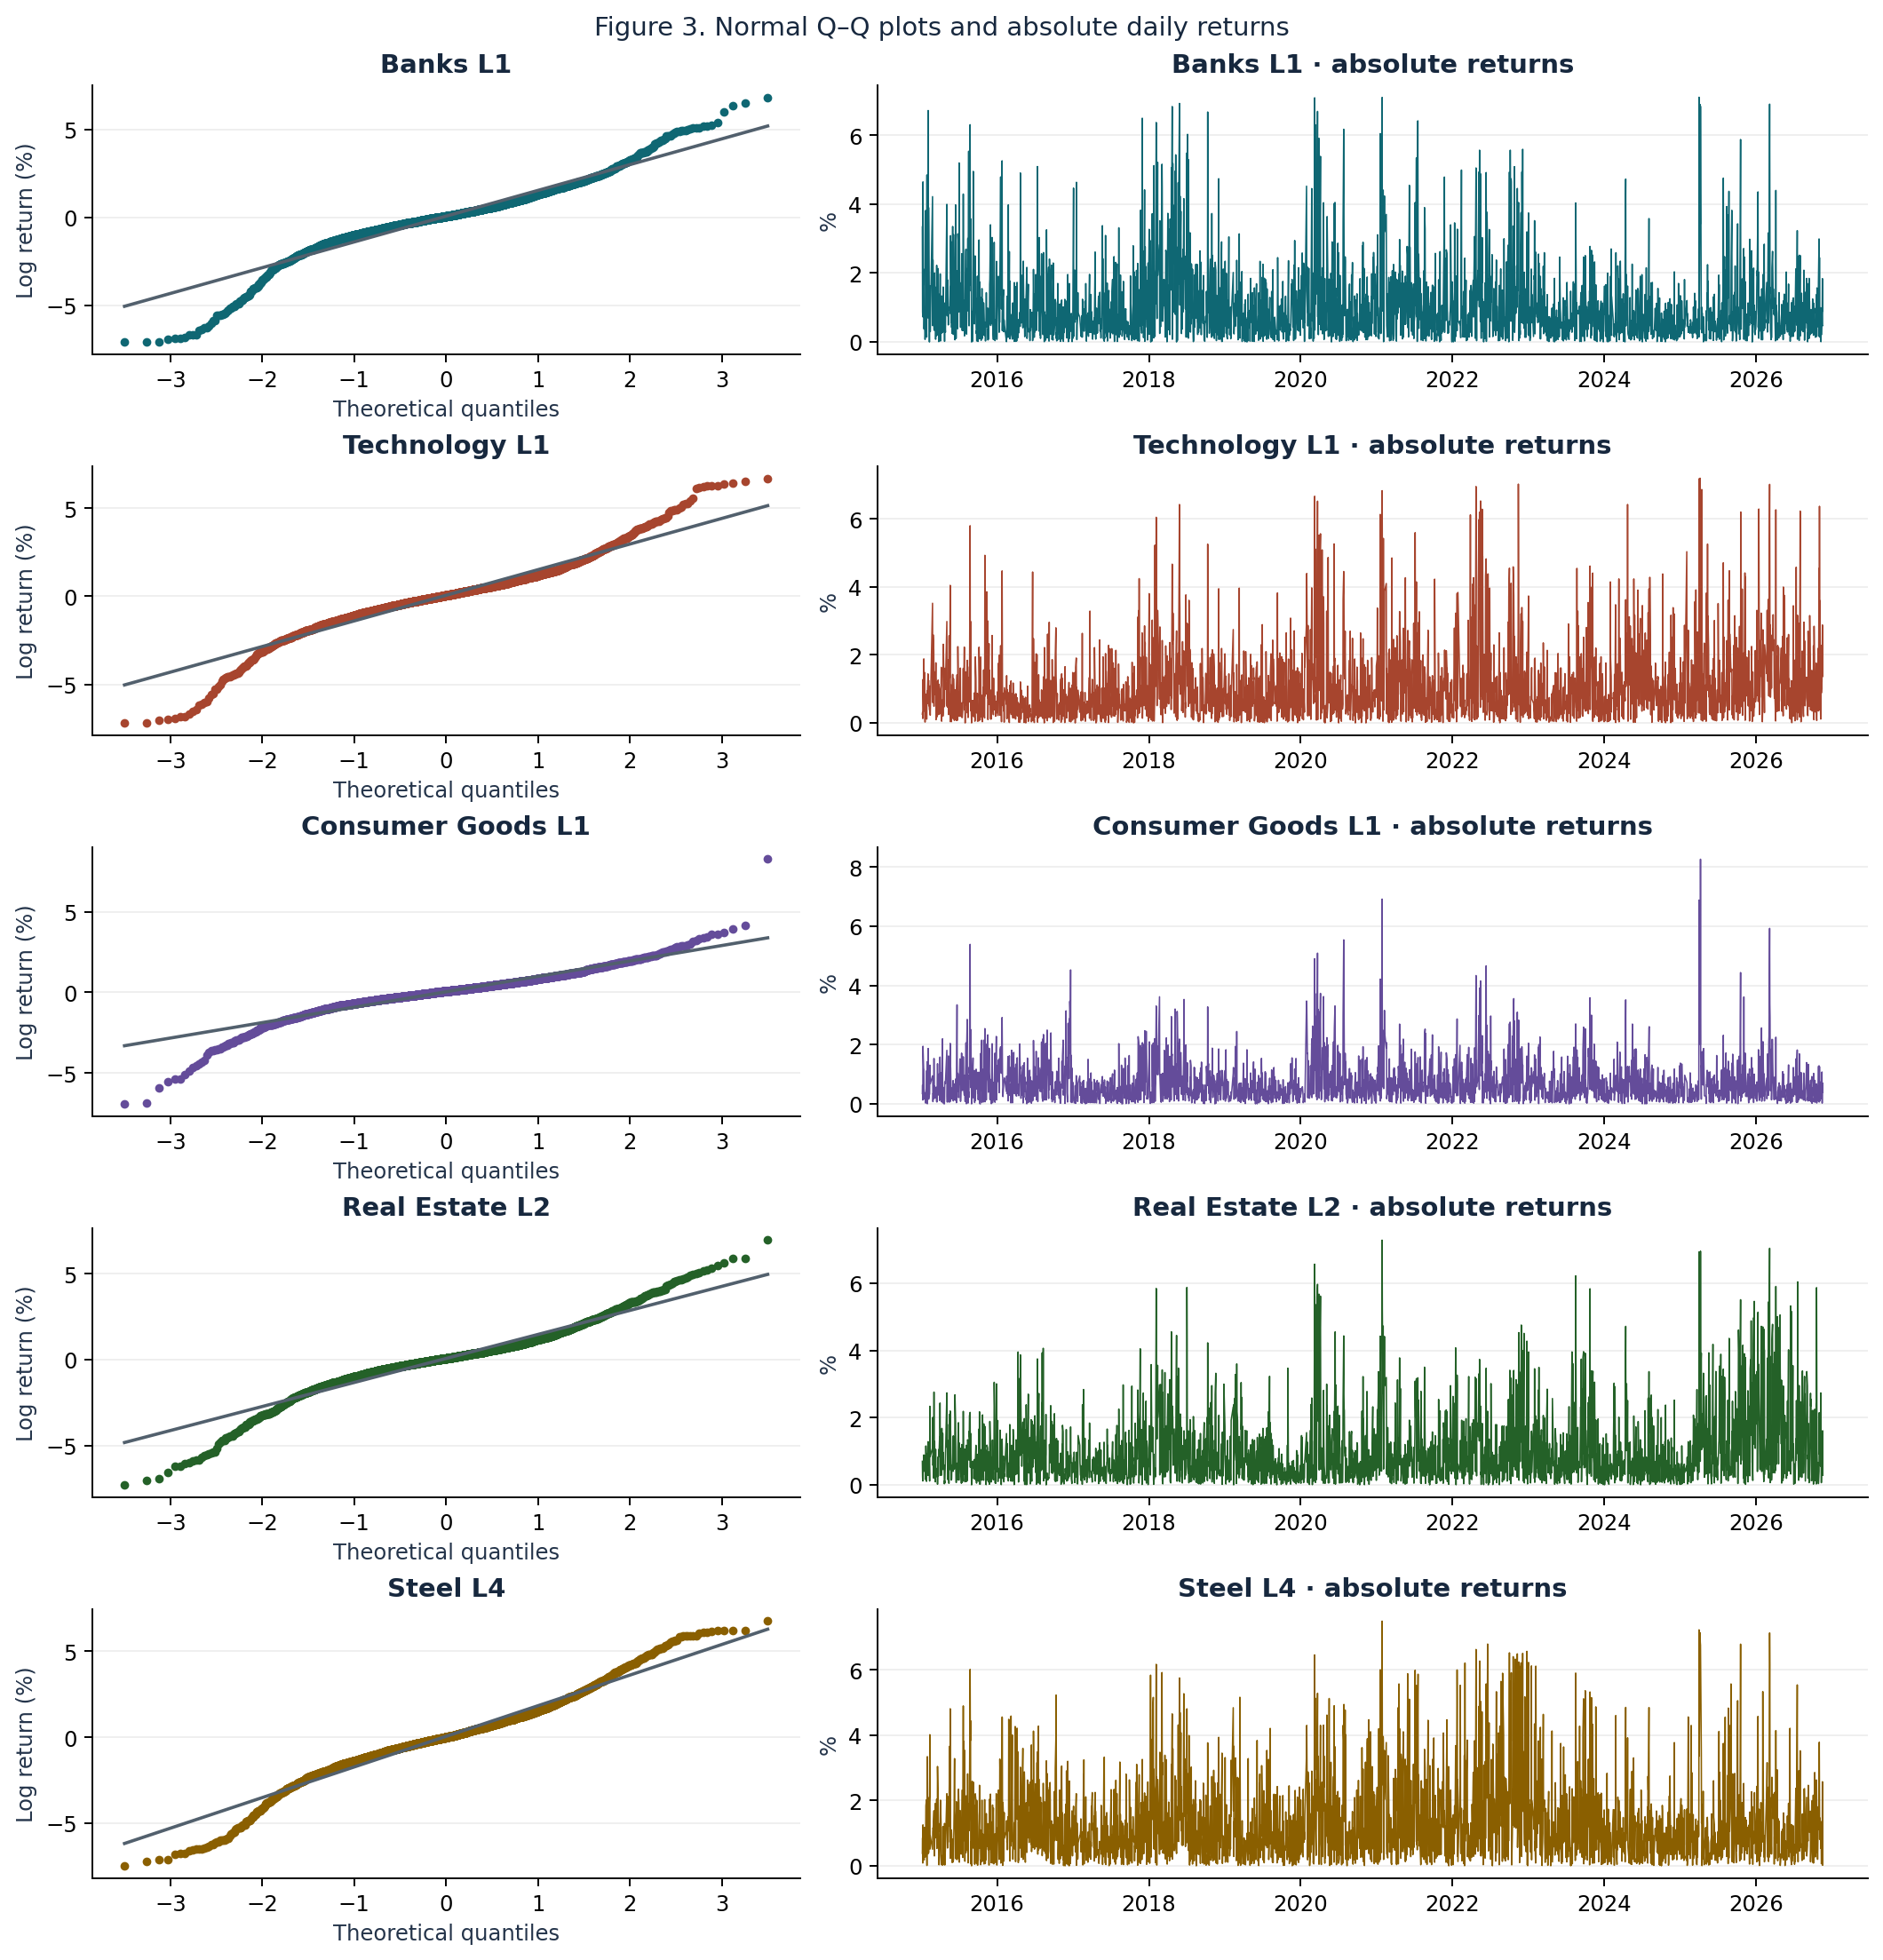 Figure 3. Normal Q–Q plots and absolute daily returns
Banks L1
Log return (%)
5
0
−5
−3 −2 −1 0 1 2 3
Theoretical quantiles
Banks L1 · absolute returns
%
6
4
2
0
2016 2018 2020 2022 2024 2026
Technology L1
Log return (%)
5
0
−5
−3 −2 −1 0 1 2 3
Theoretical quantiles
Technology L1 · absolute returns
%
6
4
2
0
2016 2018 2020 2022 2024 2026
Consumer Goods L1
Log return (%)
5
0
−5
−3 −2 −1 0 1 2 3
Theoretical quantiles
Consumer Goods L1 · absolute returns
%
8
6
4
2
0
2016 2018 2020 2022 2024 2026
Real Estate L2
Log return (%)
5
0
−5
−3 −2 −1 0 1 2 3
Theoretical quantiles
Real Estate L2 · absolute returns
%
6
4
2
0
2016 2018 2020 2022 2024 2026
Steel L4
Log return (%)
5
0
−5
−3 −2 −1 0 1 2 3
Theoretical quantiles
Steel L4 · absolute returns
%
6
4
2
0
2016 2018 2020 2022 2024 2026